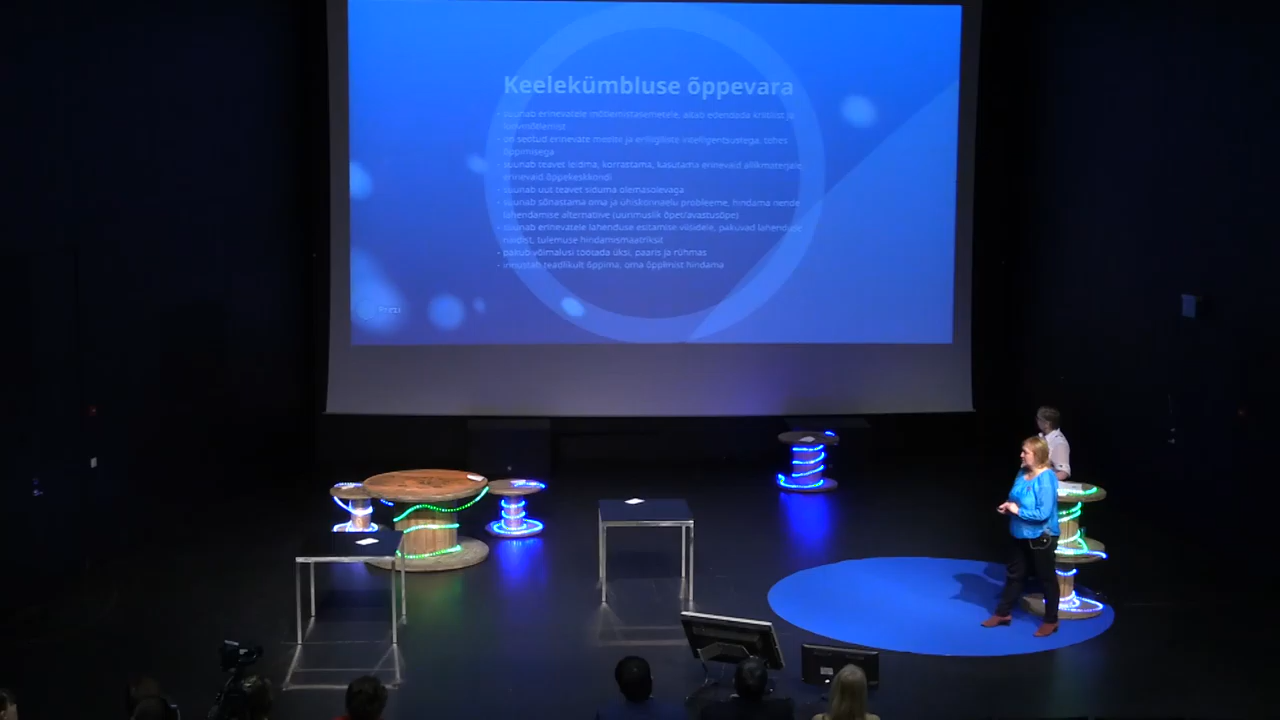 Keelekümbluse õppevara
- suunab erinevatele mõtlemistasemetele, aitab edendada kriitilist ja
loovmõtlemist
- on seotud erinevate meelte ja eriliigiliste intelligentsustega, tehes
õppimisega
- suunab teavet leidma, korrastama, kasutama erinevaid allikmaterjale,
erinevaid õppekeskkondi
- suunab uut teavet siduma olemasolevaga
- suunab sõnastama oma ja ühiskonnaelu probleeme, hindama nende
lahendamise alternatiive (uurimuslik õpe/avastusõpe)
- suunab erinevatele lahenduse esitamise viisidele, pakuvad lahenduse
näidist, tulemuse hindamismaatriksit
- pakub võimalusi töötada üksi, paaris ja rühmas
- innustab teadlikult õppima, oma õppimist hindama
Prezi